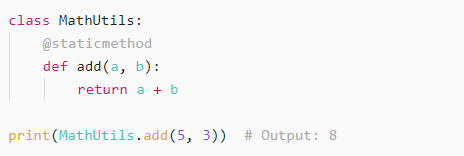 class MathUtils:
    @staticmethod
    def add(a, b):
        return a + b

print(MathUtils.add(5, 3))  # Output: 8